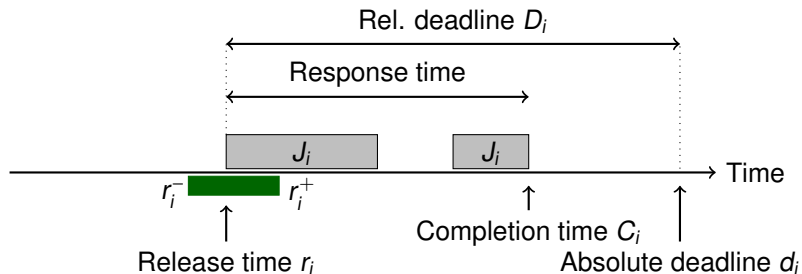 Rel. deadline D_i
Response time
J_i J_i
Time
r_i^- r_i^+
Completion time C_i
Release time r_i Absolute deadline d_i